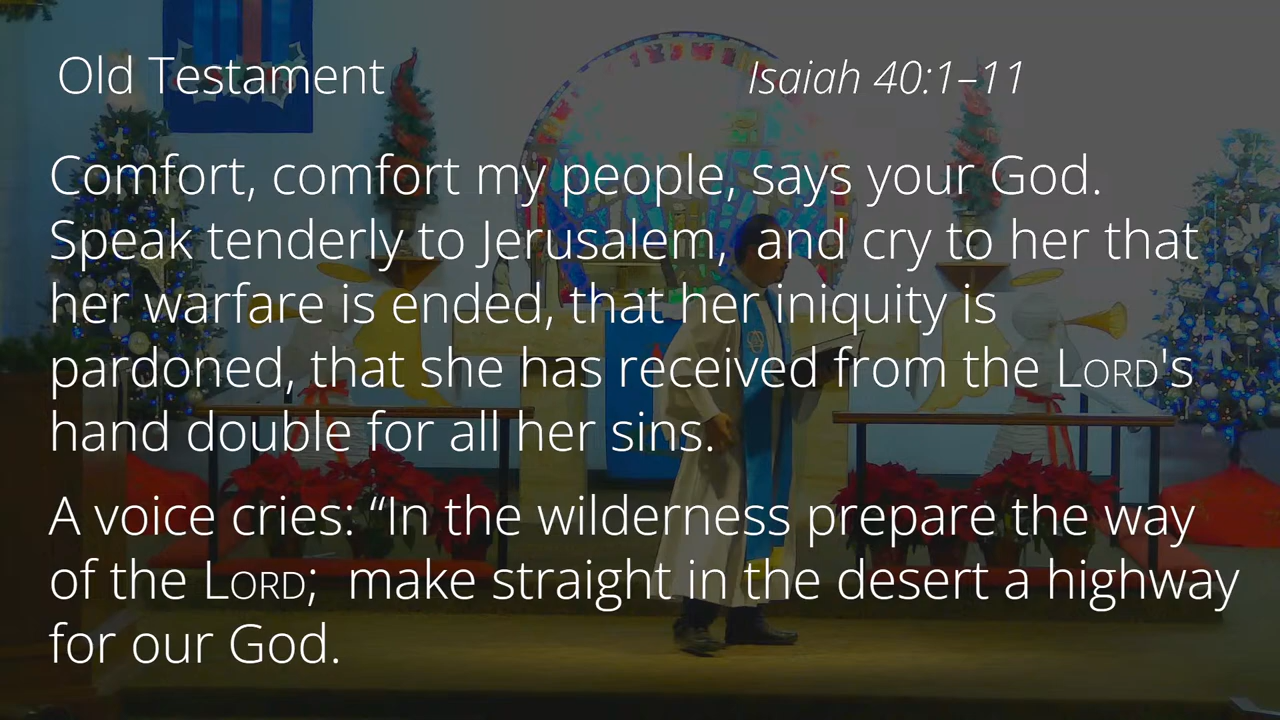 Old Testament Isaiah 40:1–11
Comfort, comfort my people, says your God.
Speak tenderly to Jerusalem,  and cry to her that
her warfare is ended, that her iniquity is
pardoned, that she has received from the LORD's
hand double for all her sins.
A voice cries: “In the wilderness prepare the way
of the LORD;  make straight in the desert a highway
for our God.